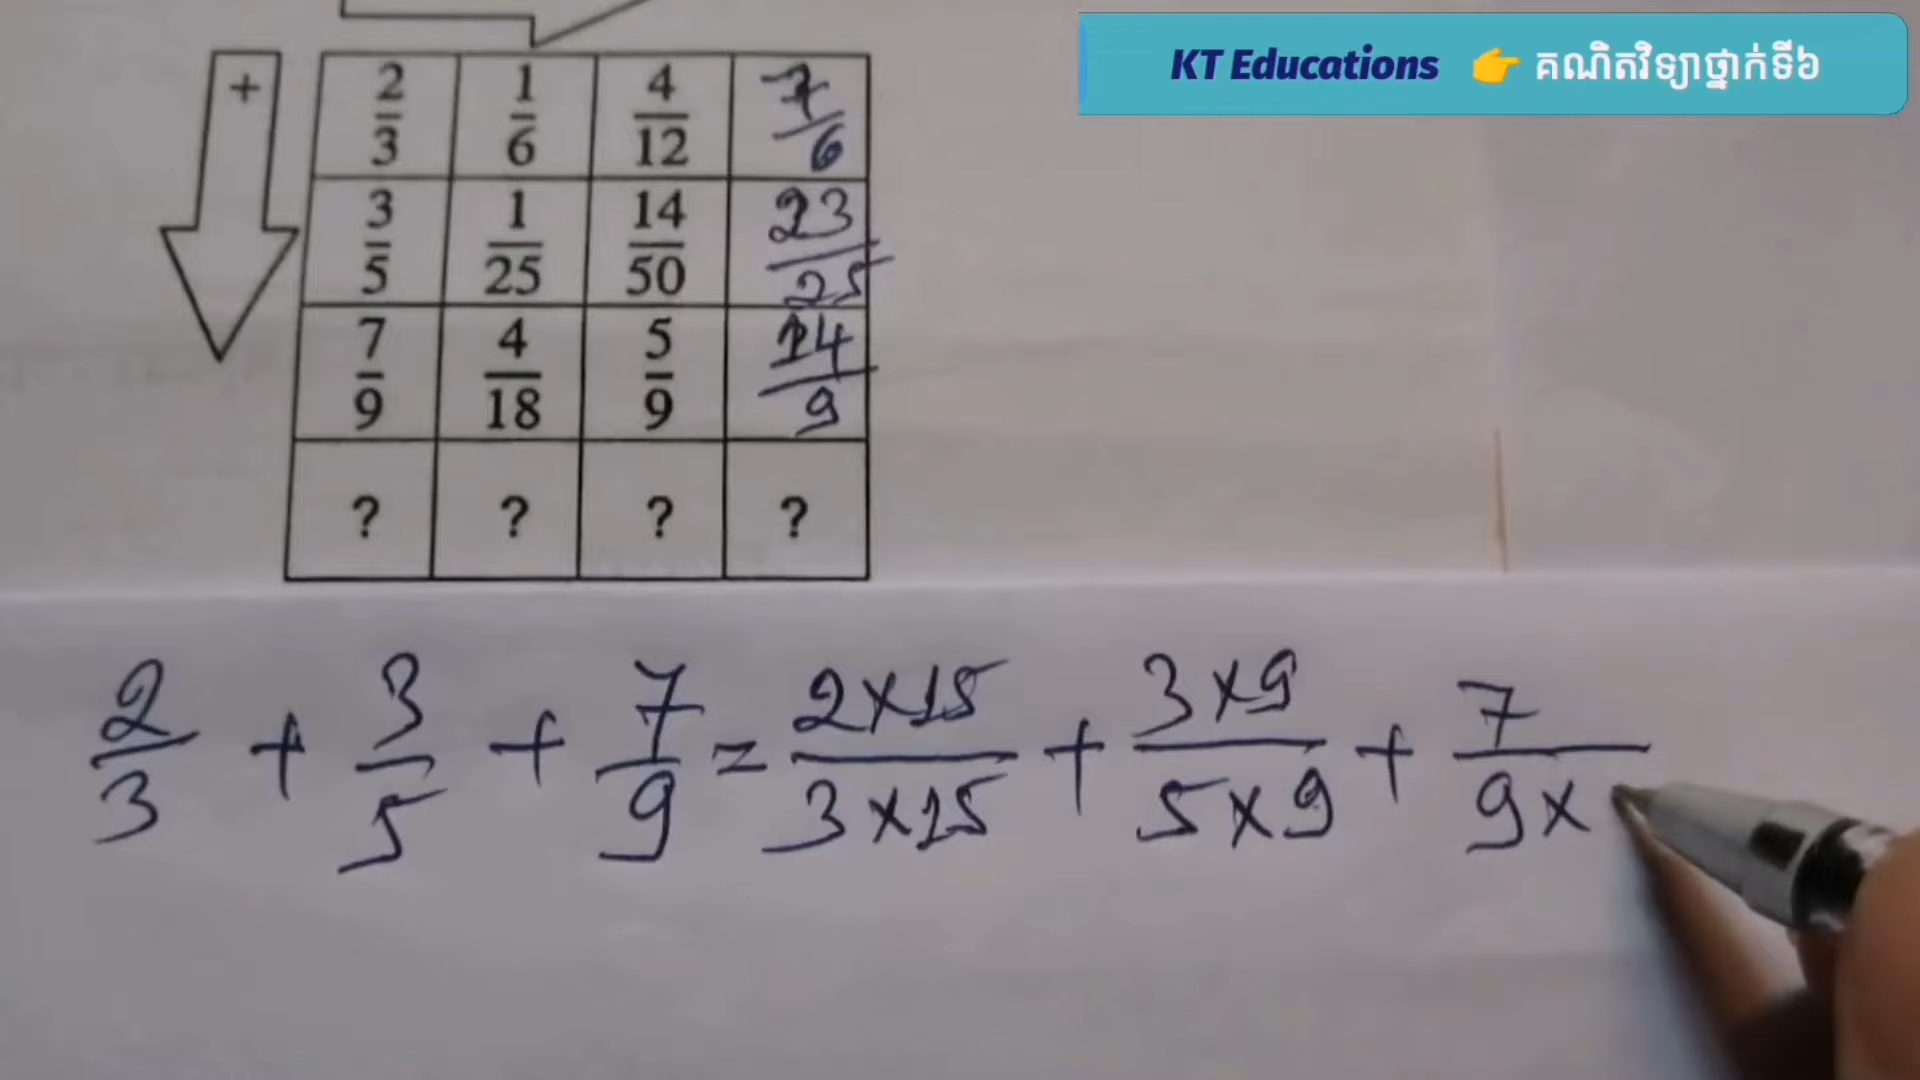 KT Educations 👉 គណិតវិទ្យាថ្នាក់ទី៦
+
2/3 1/6 4/12 7/6
3/5 1/25 14/50 23/25
7/9 4/18 5/9 14/9
? ? ? ?
2/3 + 3/5 + 7/9 = 2×15/3×15 + 3×9/5×9 + 7/9×